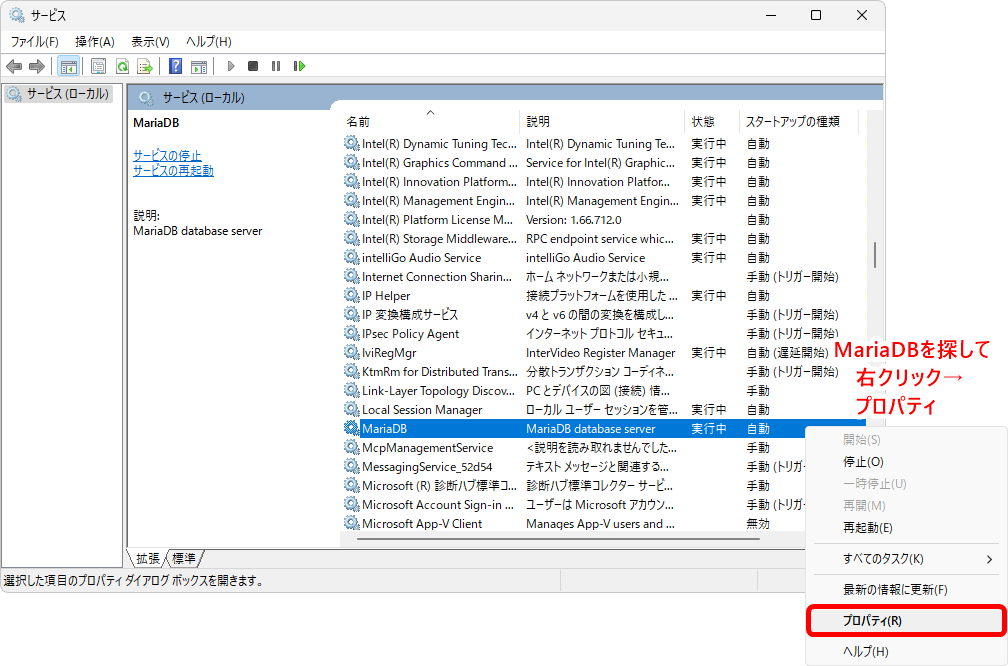 サービス
ファイル(F) 操作(A) 表示(V) ヘルプ(H)
サービス (ローカル)
サービス (ローカル)
MariaDB
サービスの停止
サービスの再起動
説明:
MariaDB database server
名前 説明 状態 スタートアップの種類
Intel(R) Dynamic Tuning Tec... Intel(R) Dynamic Tuning Te... 実行中 自動
Intel(R) Graphics Command ... Service for Intel(R) Graphic... 実行中 自動
Intel(R) Innovation Platform... Intel(R) Innovation Platfor... 実行中 自動
Intel(R) Management Engin... Intel(R) Management Engin... 実行中 自動
Intel(R) Platform License M... Version: 1.66.712.0 自動
Intel(R) Storage Middleware... RPC endpoint service whic... 実行中 自動
intelliGo Audio Service intelliGo Audio Service 実行中 自動
Internet Connection Sharin... ホーム ネットワークまたは小規... 手動 (トリガー開始)
IP Helper 接続プラットフォームを使用した ... 実行中 自動
IP 変換構成サービス v4 と v6 の間の変換を構成し... 手動 (トリガー開始)
IPsec Policy Agent インターネット プロトコル セキュ... 手動 (トリガー開始)
IviRegMgr InterVideo Register Manager 実行中 自動 (遅延開始)
KtmRm for Distributed Trans... 分散トランザクション コーディネ... 手動 (トリガー開始)
Link-Layer Topology Discov... PC とデバイスの図 (接続) 情... 手動
Local Session Manager ローカル ユーザー セッションを管... 実行中 自動
MariaDB MariaDB database server 実行中 自動
McpManagementService <説明を読み取れませんでした... 手動
MessagingService_52d54 テキスト メッセージと関連する... 手動 (トリガー
Microsoft (R) 診断ハブ標準コ... 診断ハブ標準コレクター サービ... 手動
Microsoft Account Sign-in ... ユーザーは Microsoft アカウン... 手動 (トリガー
Microsoft App-V Client Manages App-V users and ... 無効
拡張 標準
選択した項目のプロパティ ダイアログ ボックスを開きます。
MariaDBを探して
右クリック→
プロパティ
開始(S)
停止(O)
一時停止(U)
再開(M)
再起動(E)
すべてのタスク(K)
最新の情報に更新(F)
プロパティ(R)
ヘルプ(H)